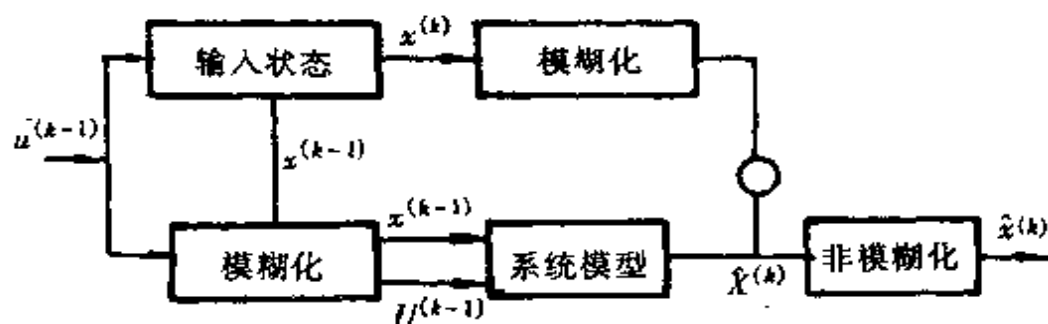 输入状态
x^(k)
模糊化
u^-(k-1)
x^(k-1)
模糊化
x^(k-1)
U^(k-1)
系统模型
X̂^(k)
非模糊化
x̂^(k)